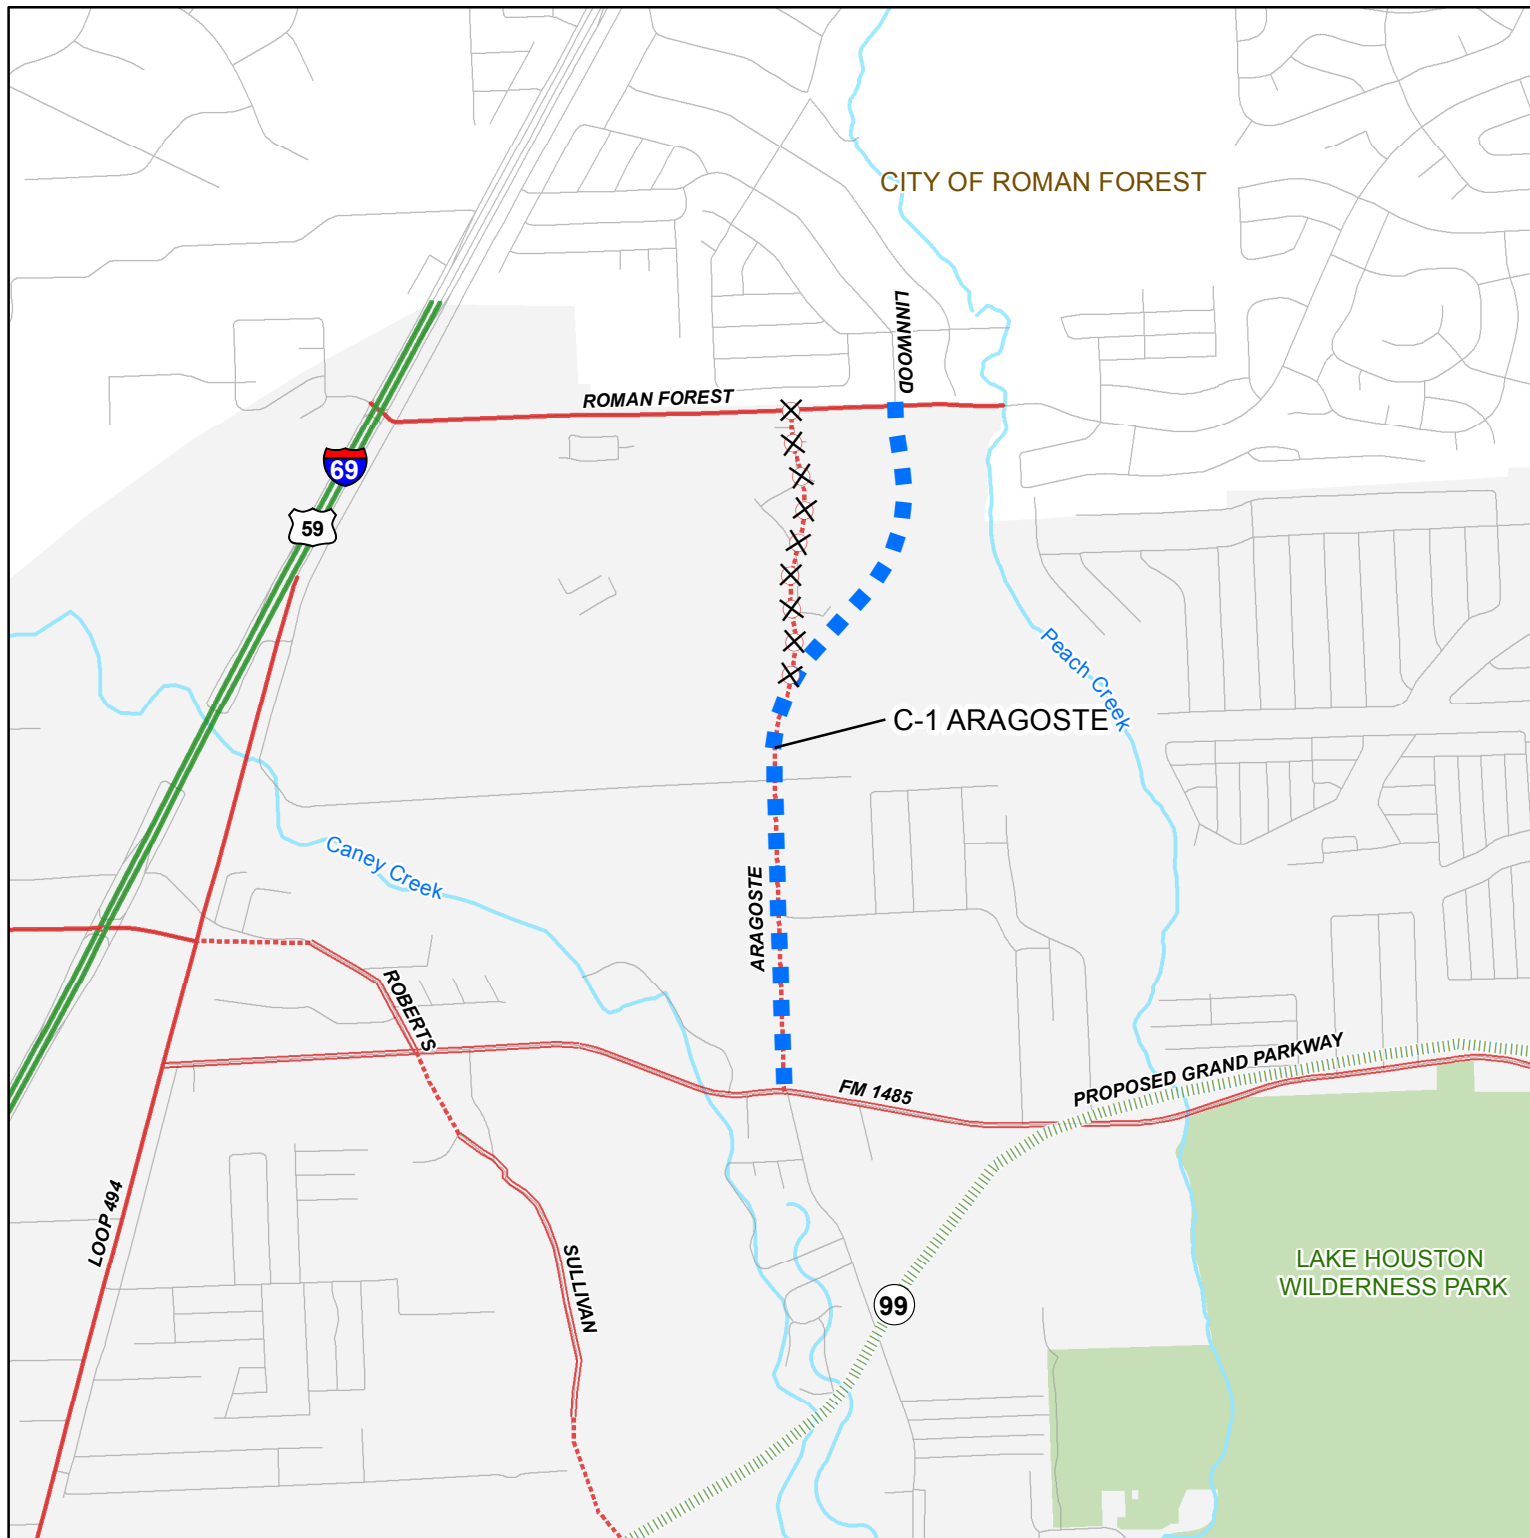 CITY OF ROMAN FOREST
LINNWOOD
ROMAN FOREST
69
59
Peach Creek
C-1 ARAGOSTE
Caney Creek
ARAGOSTE
ROBERTS
PROPOSED GRAND PARKWAY
FM 1485
LOOP 494
SULLIVAN
LAKE HOUSTON
WILDERNESS PARK
99